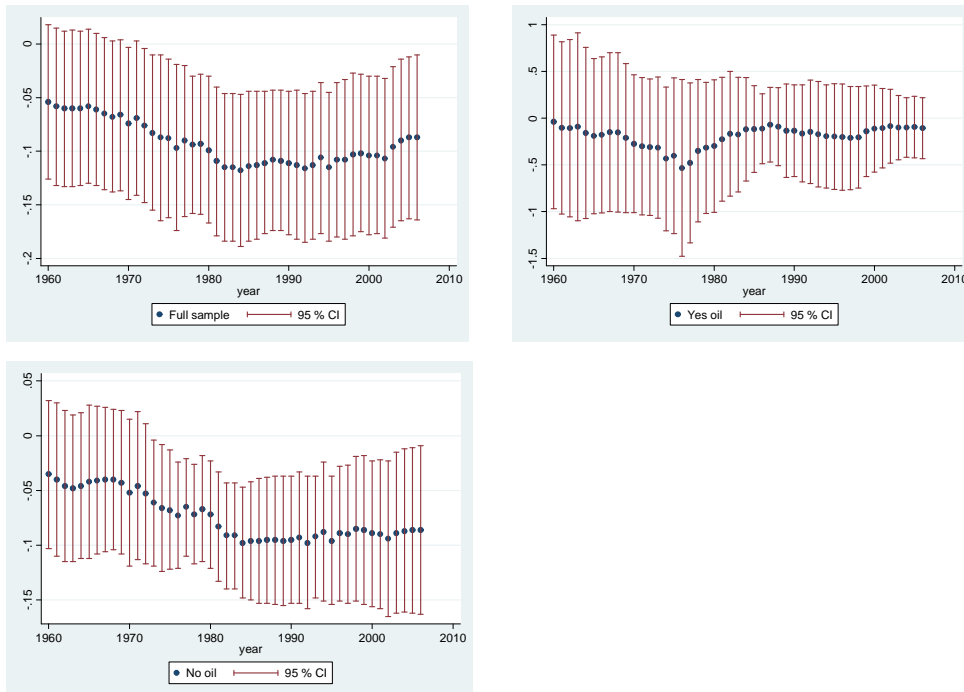 0
-.05
-.1
-.15
-.2
1960 1970 1980 1990 2000 2010
year
Full sample 95 % CI
1
.5
0
-.5
-1
-1.5
1960 1970 1980 1990 2000 2010
year
Yes oil 95 % CI
.05
0
-.05
-.1
-.15
1960 1970 1980 1990 2000 2010
year
No oil 95 % CI